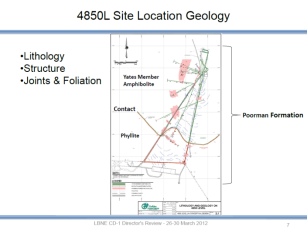 4850L Site Location Geology
•Lithology
•Structure
•Joints & Foliation
Yates Member
Amphibolite
Contact
Poorman Formation
Phyllite
LBNE CD-1 Director's Review - 26-30 March 2012
7